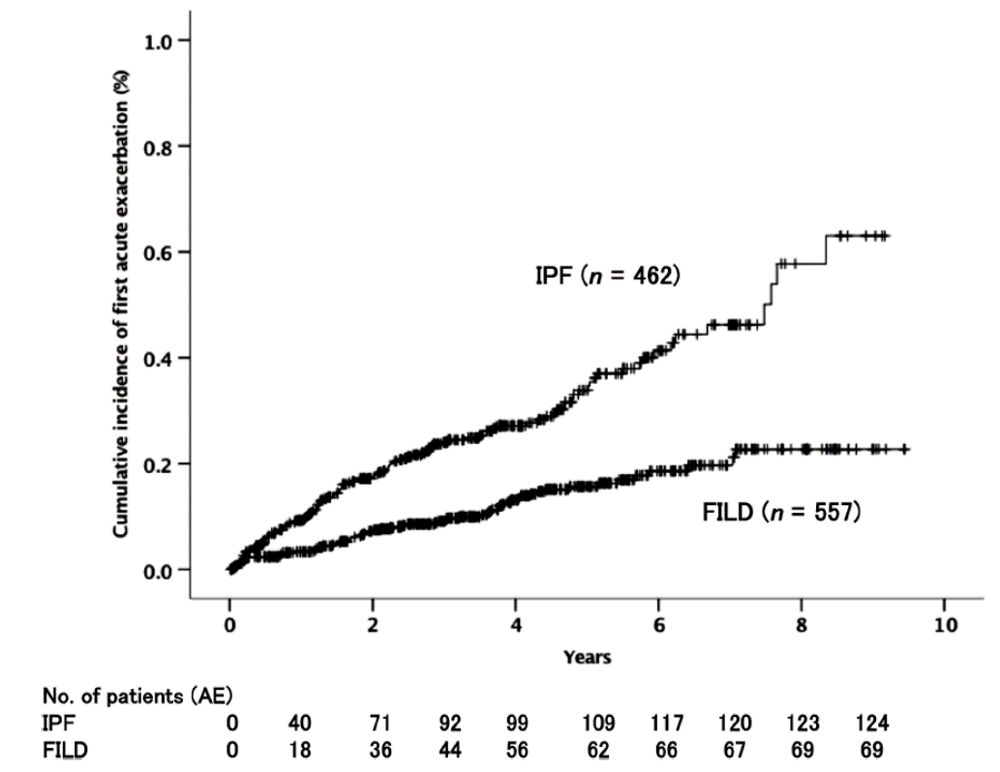 Cumulative incidence of first acute exacerbation (%)
1.0
0.8
0.6
0.4
0.2
0.0
IPF (n = 462)
FILD (n = 557)
0 2 4 6 8 10
Years
No. of patients (AE)
IPF 0 40 71 92 99 109 117 120 123 124
FILD 0 18 36 44 56 62 66 67 69 69